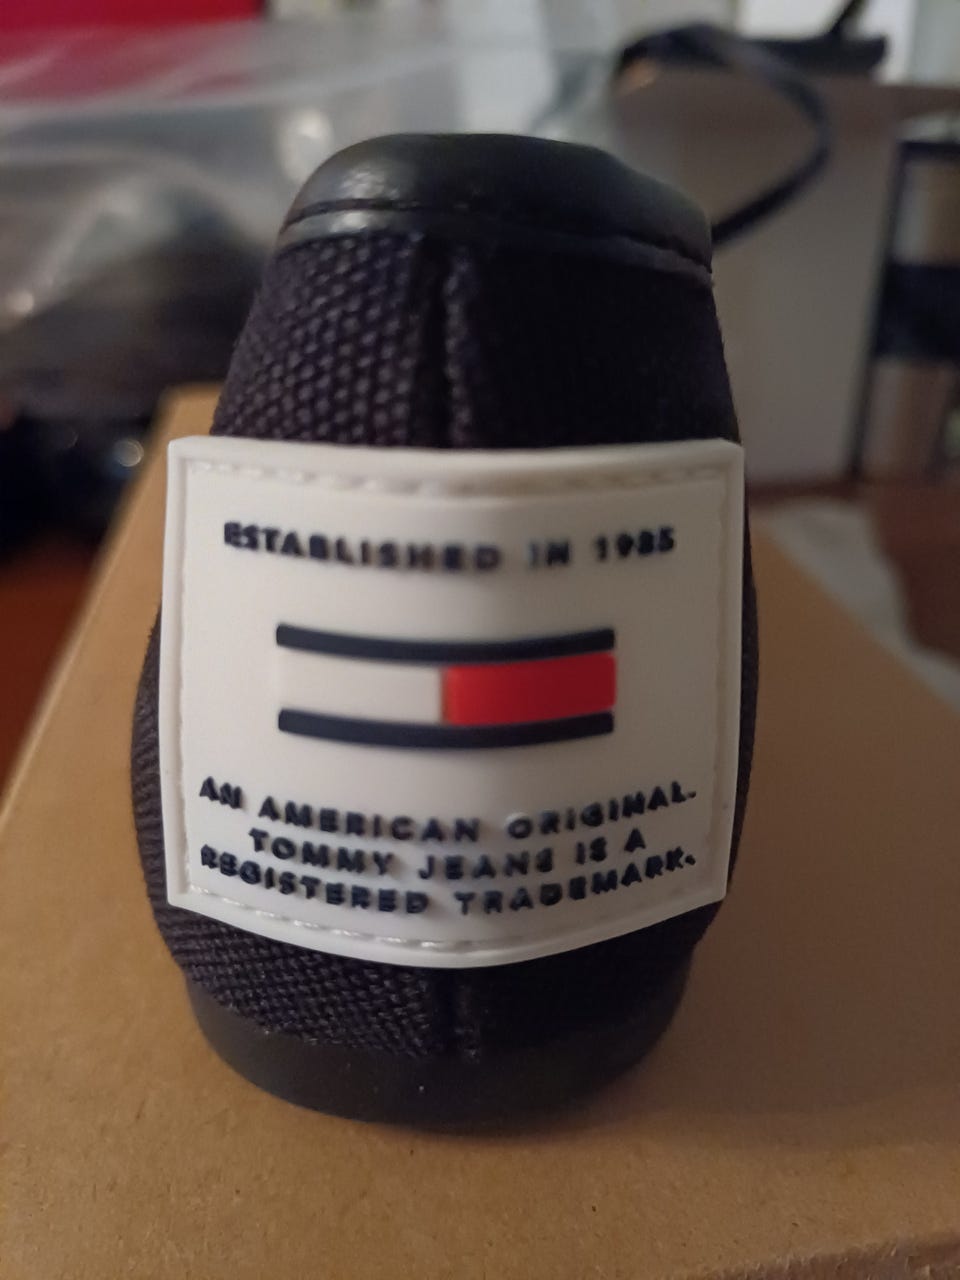 ESTABLISHED IN 1985
AN AMERICAN ORIGINAL.
TOMMY JEANS IS A
REGISTERED TRADEMARK.